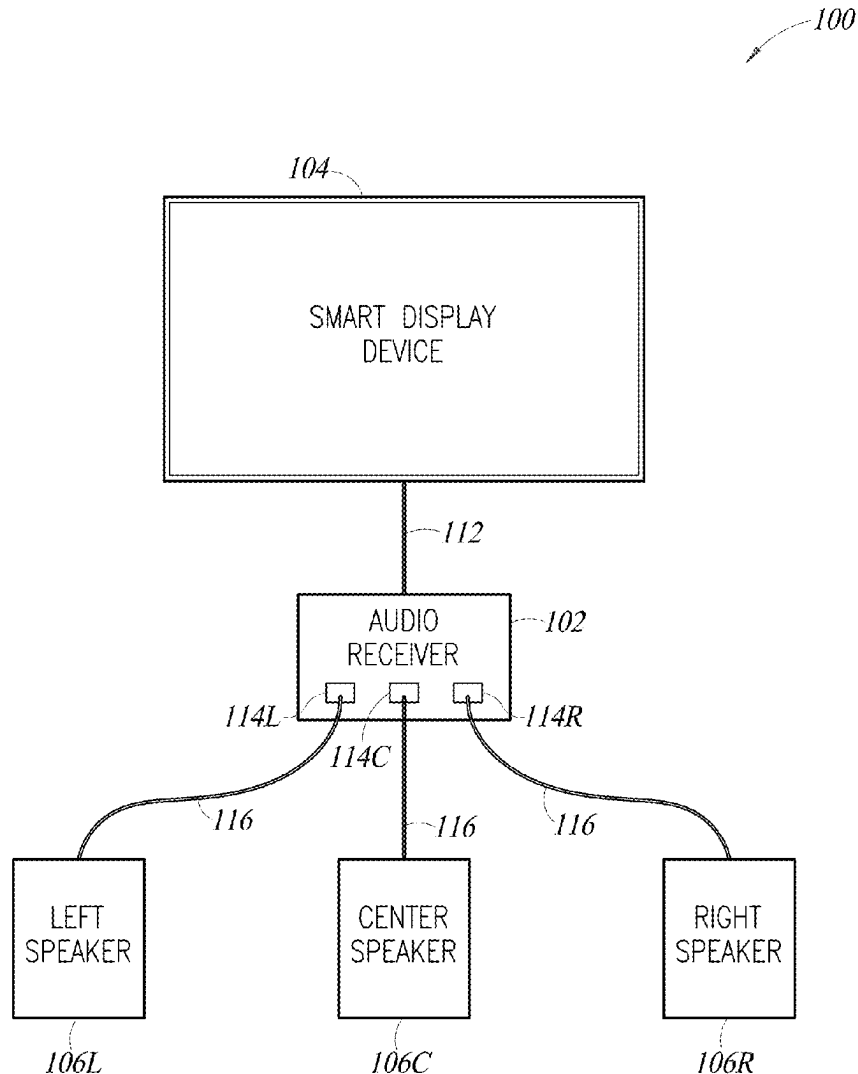 100
104
SMART DISPLAY
DEVICE
112
AUDIO
RECEIVER
102
114L
114C
114R
116
116
116
LEFT
SPEAKER
CENTER
SPEAKER
RIGHT
SPEAKER
106L
106C
106R